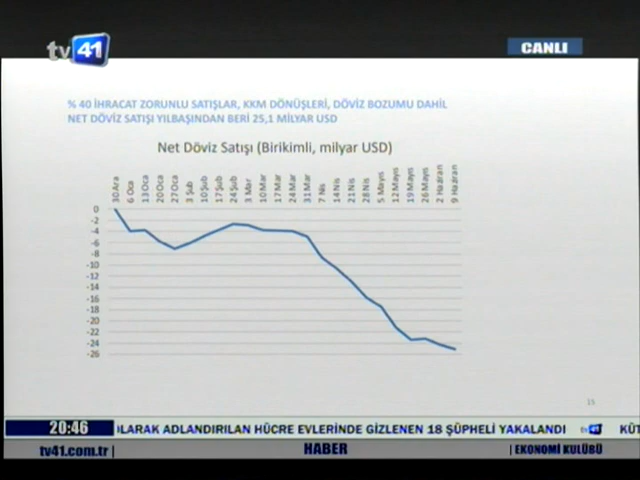 tv41
CANLI
% 40 İHRACAT ZORUNLU SATIŞLAR, KKM DÖNÜŞLERİ, DÖVİZ BOZUMU DAHİL
NET DÖVİZ SATIŞI YILBAŞINDAN BERİ 25,1 MİLYAR USD
Net Döviz Satışı (Birikimli, milyar USD)
30 Ara
6 Oca
13 Oca
20 Oca
27 Oca
3 Şub
10 Şub
17 Şub
24 Şub
3 Mar
10 Mar
17 Mar
24 Mar
31 Mar
7 Nis
14 Nis
21 Nis
28 Nis
5 Mayıs
12 Mayıs
19 Mayıs
26 Mayıs
2 Haziran
9 Haziran
0
-2
-4
-6
-8
-10
-12
-14
-16
-18
-20
-22
-24
-26
15
20:46 ILARAK ADLANDIRILAN HÜCRE EVLERİNDE GİZLENEN 18 ŞÜPHELİ YAKALANDI tv41 KÜT
tv41.com.tr | HABER | EKONOMİ KULÜBÜ